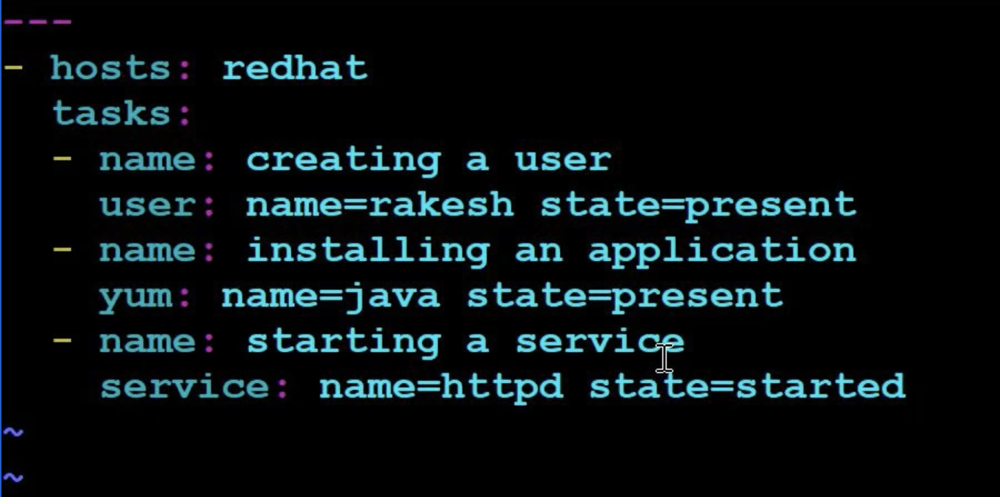 ---
- hosts: redhat
  tasks:
  - name: creating a user
    user: name=rakesh state=present
  - name: installing an application
    yum: name=java state=present
  - name: starting a service
    service: name=httpd state=started
~
~